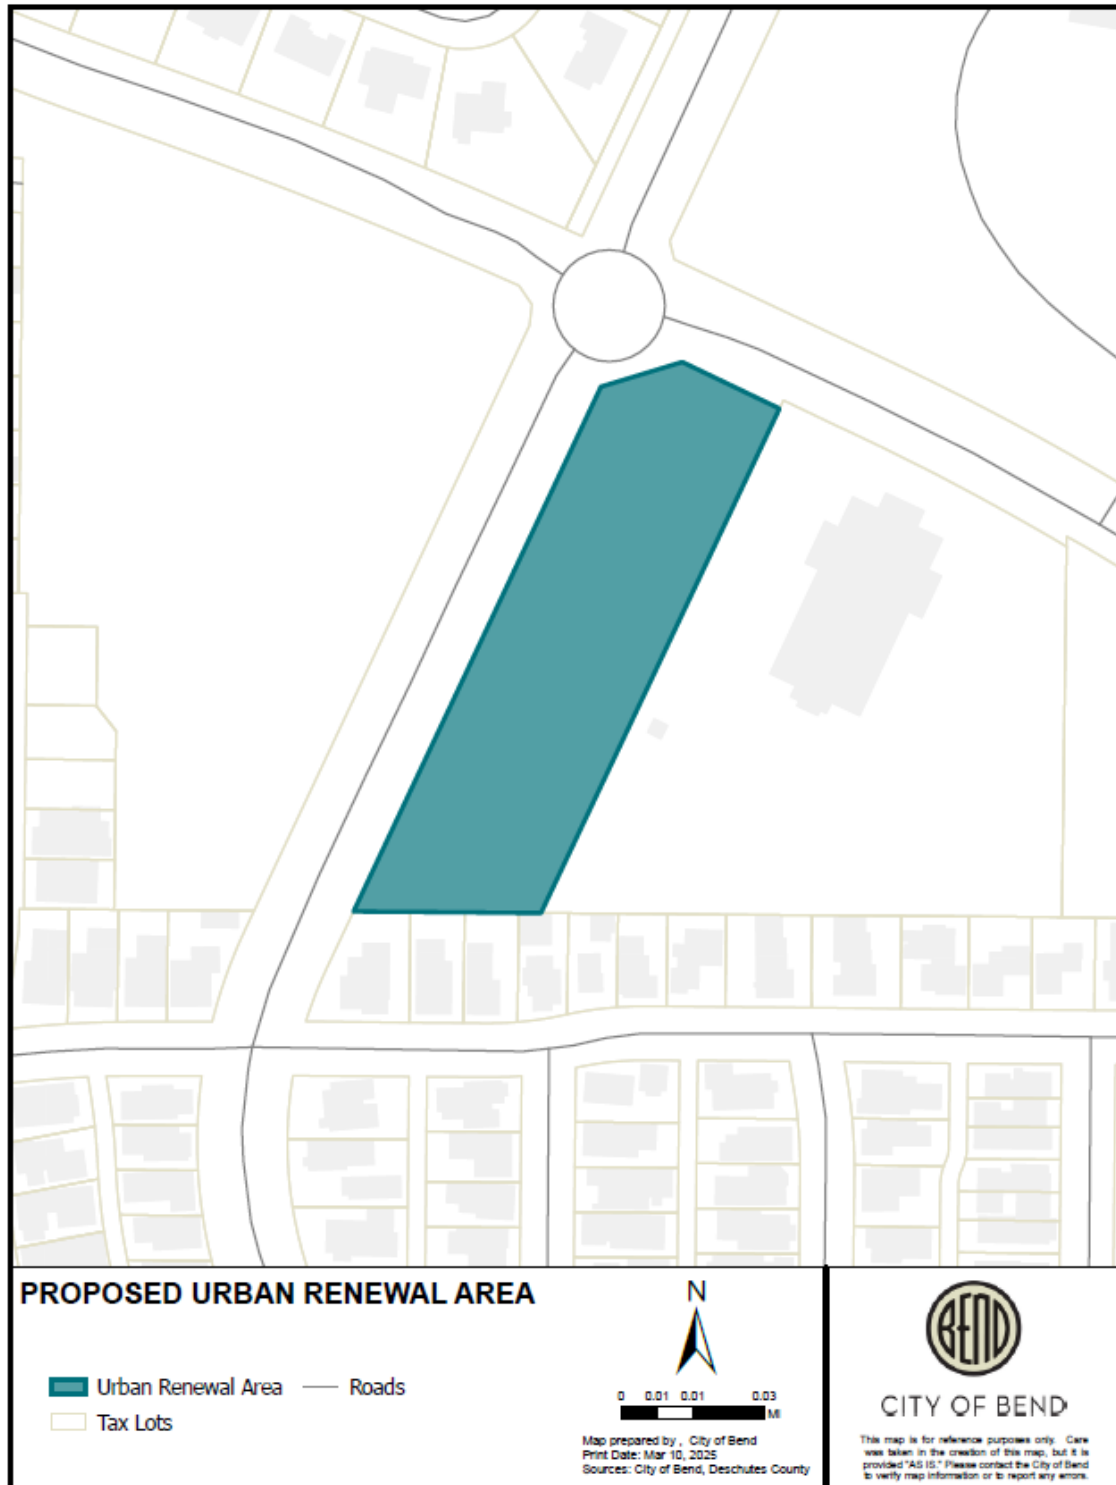 PROPOSED URBAN RENEWAL AREA
Urban Renewal Area
Roads
Tax Lots
N
0 0.01 0.01 0.03
MI
Map prepared by , City of Bend
Print Date: Mar 10, 2025
Sources: City of Bend, Deschutes County
BEND
CITY OF BEND
This map is for reference purposes only. Care
was taken in the creation of this map, but it is
provided "AS IS." Please contact the City of Bend
to verify map information or to report any errors.